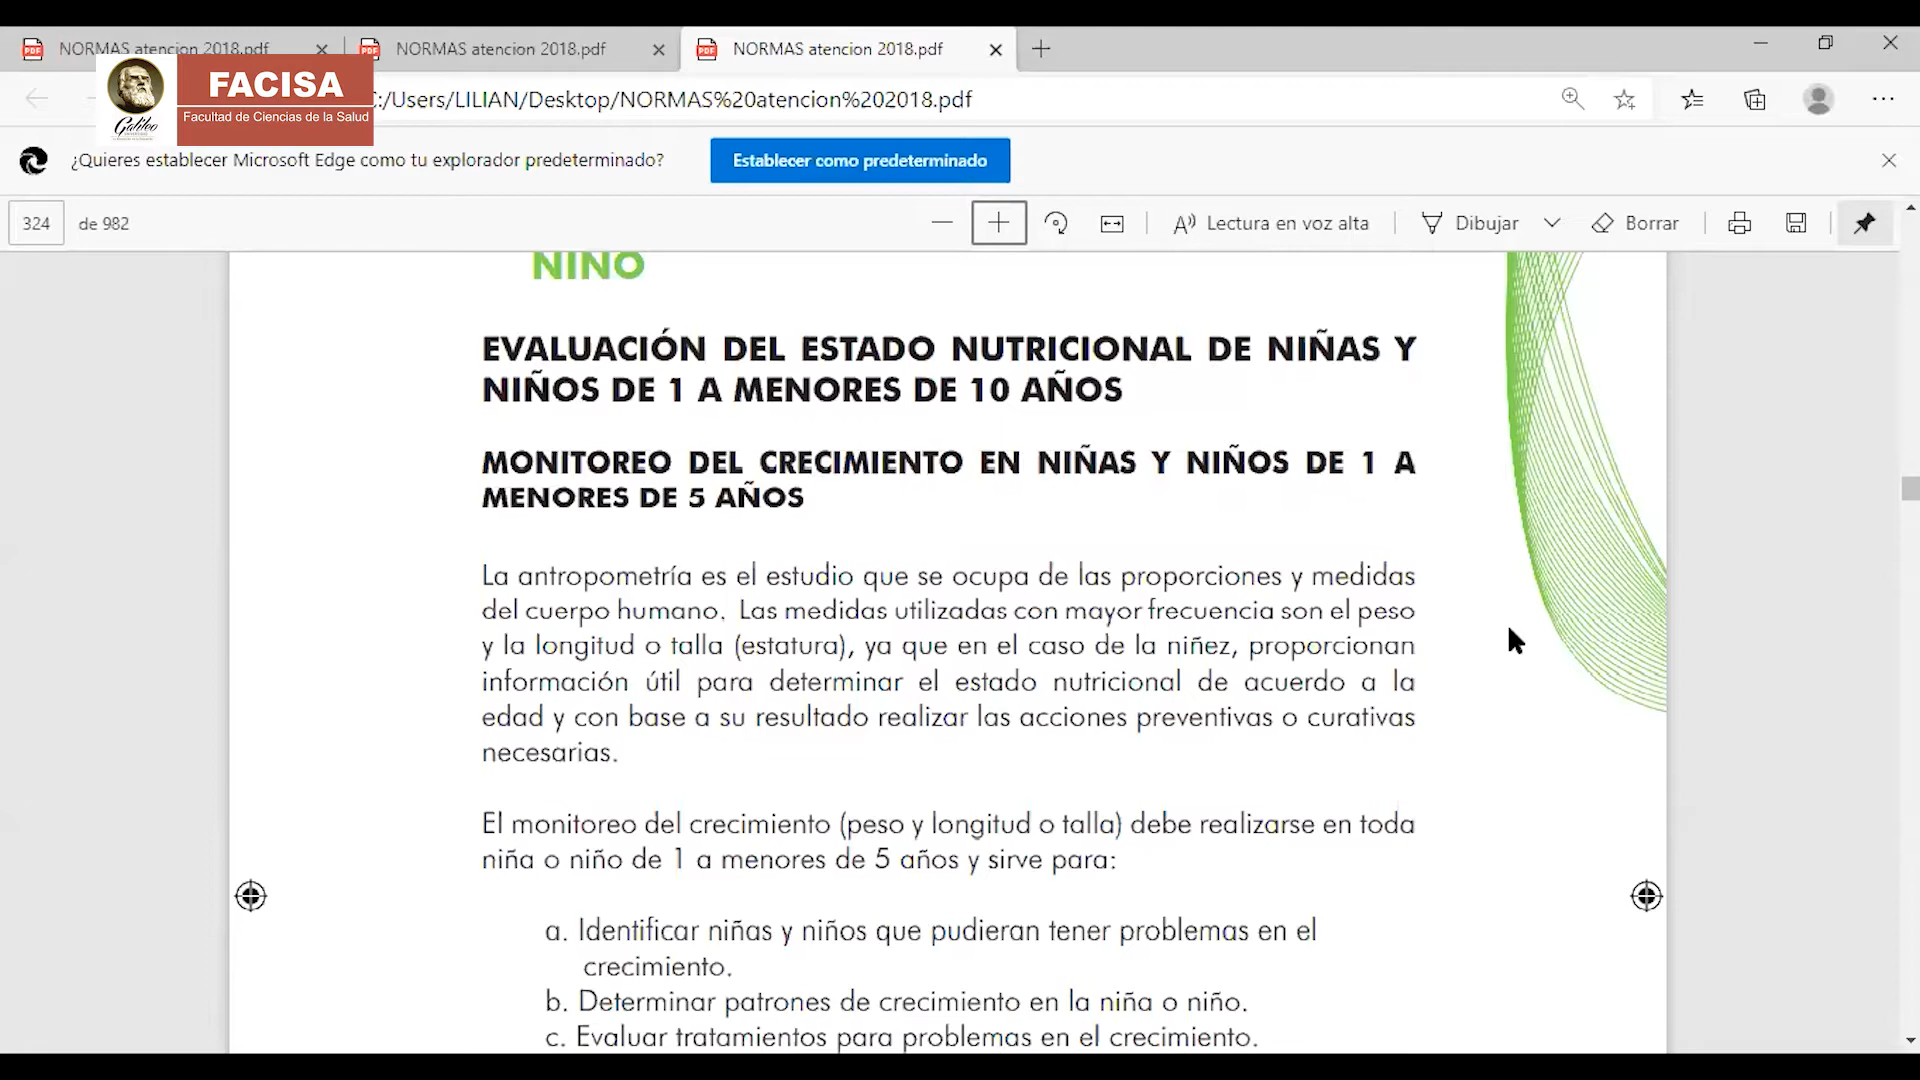 NORMAS atencion 2018.pdf
NORMAS atencion 2018.pdf
NORMAS atencion 2018.pdf
FACISA
Facultad de Ciencias de la Salud
Galileo
C:/Users/LILIAN/Desktop/NORMAS%20atencion%202018.pdf
¿Quieres establecer Microsoft Edge como tu explorador predeterminado?
Establecer como predeterminado
324 de 982
Lectura en voz alta
Dibujar
Borrar
NIÑO
EVALUACIÓN DEL ESTADO NUTRICIONAL DE NIÑAS Y
NIÑOS DE 1 A MENORES DE 10 AÑOS
MONITOREO DEL CRECIMIENTO EN NIÑAS Y NIÑOS DE 1 A
MENORES DE 5 AÑOS
La antropometría es el estudio que se ocupa de las proporciones y medidas
del cuerpo humano. Las medidas utilizadas con mayor frecuencia son el peso
y la longitud o talla (estatura), ya que en el caso de la niñez, proporcionan
información útil para determinar el estado nutricional de acuerdo a la
edad y con base a su resultado realizar las acciones preventivas o curativas
necesarias.
El monitoreo del crecimiento (peso y longitud o talla) debe realizarse en toda
niña o niño de 1 a menores de 5 años y sirve para:
a. Identificar niñas y niños que pudieran tener problemas en el
crecimiento.
b. Determinar patrones de crecimiento en la niña o niño.
c. Evaluar tratamientos para problemas en el crecimiento.